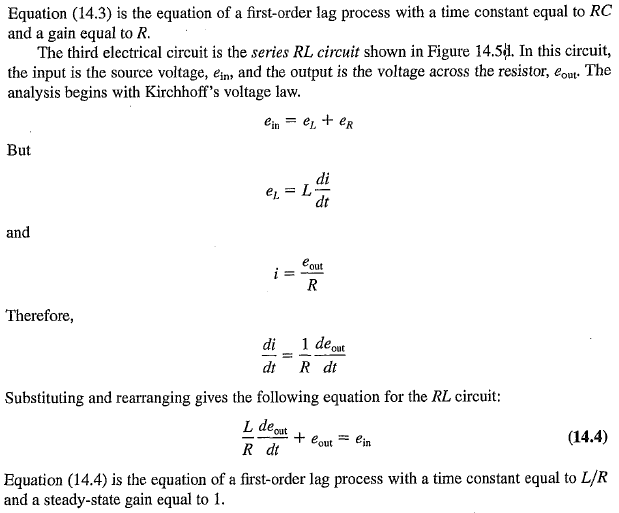 Equation (14.3) is the equation of a first-order lag process with a time constant equal to RC
and a gain equal to R.
The third electrical circuit is the series RL circuit shown in Figure 14.5d. In this circuit,
the input is the source voltage, e_in, and the output is the voltage across the resistor, e_out. The
analysis begins with Kirchhoff's voltage law.
e_in = e_L + e_R
But
e_L = L di/dt
and
i = e_out/R
Therefore,
di/dt = 1/R de_out/dt
Substituting and rearranging gives the following equation for the RL circuit:
L/R de_out/dt + e_out = e_in (14.4)
Equation (14.4) is the equation of a first-order lag process with a time constant equal to L/R
and a steady-state gain equal to 1.